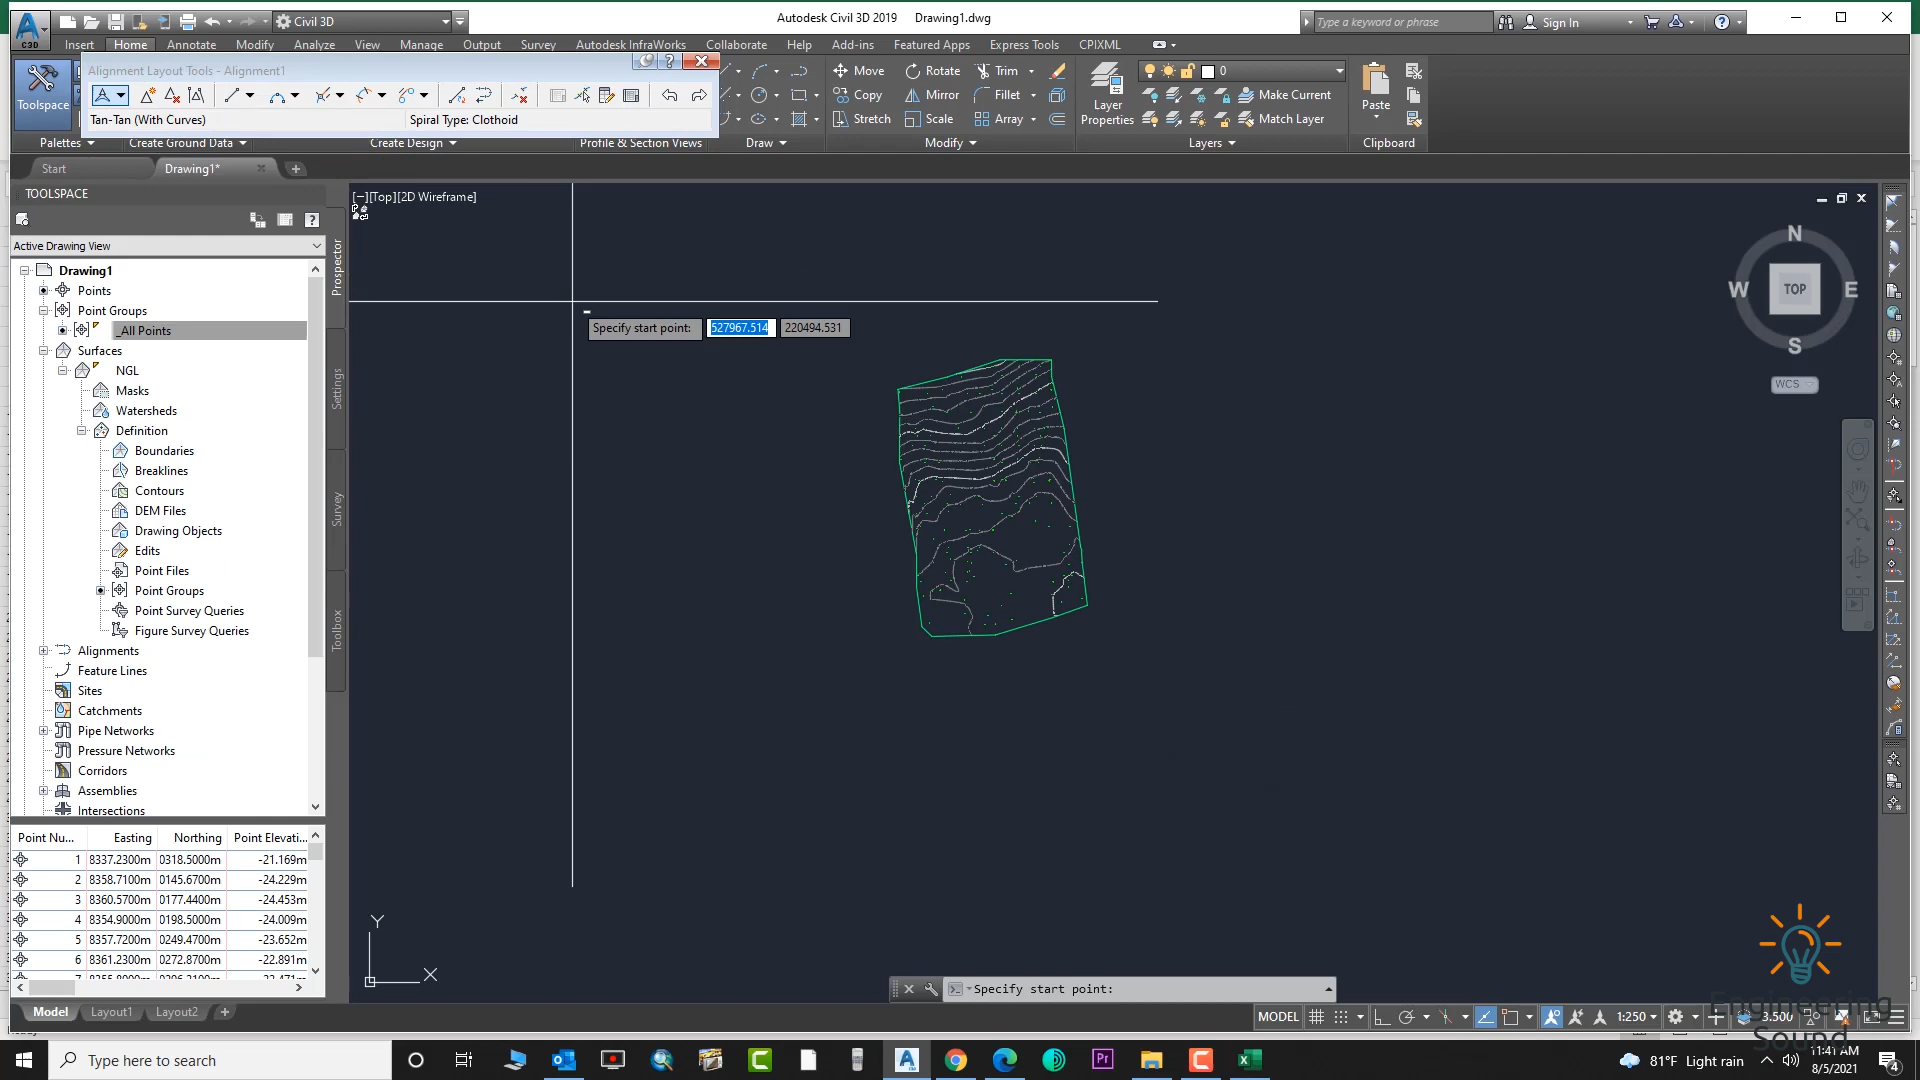 Civil 3D
Autodesk Civil 3D 2019 Drawing1.dwg
Type a keyword or phrase
Sign In
Insert Home Annotate Modify Analyze View Manage Output Survey Autodesk InfraWorks Collaborate Help Add-ins Featured Apps Express Tools CPIXML
C3D
Alignment Layout Tools - Alignment1
Tan-Tan (With Curves)
Spiral Type: Clothoid
Toolspace
Move Rotate Trim
Copy Mirror Fillet
Stretch Scale Array
Layer
Properties
0
Make Current
Match Layer
Paste
Palettes Create Ground Data Create Design Profile & Section Views Draw Modify Layers Clipboard
Start Drawing1*
TOOLSPACE
Active Drawing View
Drawing1
Points
Point Groups
_All Points
Surfaces
NGL
Masks
Watersheds
Definition
Boundaries
Breaklines
Contours
DEM Files
Drawing Objects
Edits
Point Files
Point Groups
Point Survey Queries
Figure Survey Queries
Alignments
Feature Lines
Sites
Catchments
Pipe Networks
Pressure Networks
Corridors
Assemblies
Intersections
Prospector
Settings
Survey
Toolbox
[−][Top][2D Wireframe]
Specify start point: 527967.514 220494.531
N
W TOP E
S
WCS
Point Nu... Easting Northing Point Elevati...
1 8337.2300m 0318.5000m -21.169m
2 8358.7100m 0145.6700m -24.229m
3 8360.5700m 0177.4400m -24.453m
4 8354.9000m 0198.5000m -24.009m
5 8357.7200m 0249.4700m -23.652m
6 8361.2300m 0272.8700m -22.891m
Y
X
Specify start point:
Model Layout1 Layout2
MODEL 1:250 3.500
Engineering
Sound
Type here to search
81°F Light rain
11:41 AM
8/5/2021
4